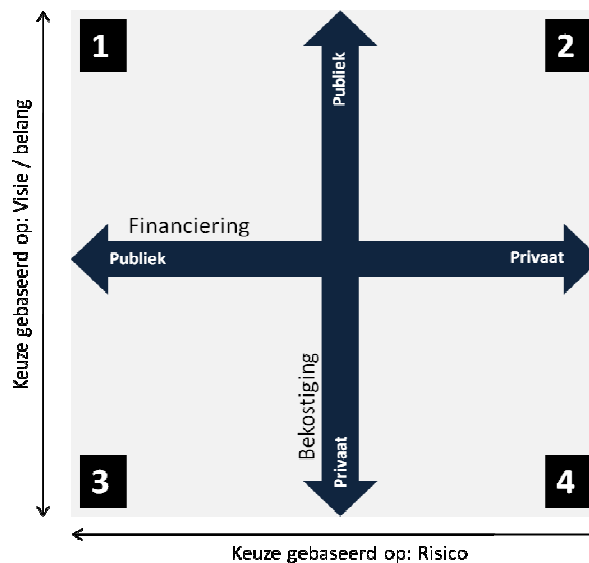 1
2
Publiek
Keuze gebaseerd op: Visie / belang
Financiering
Publiek
Privaat
Bekostiging
Privaat
3
4
Keuze gebaseerd op: Risico